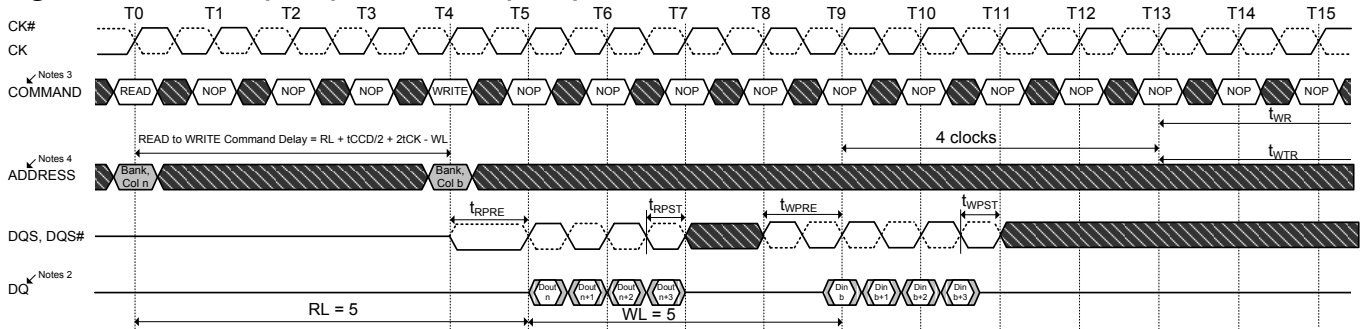 T0 T1 T2 T3 T4 T5 T6 T7 T8 T9 T10 T11 T12 T13 T14 T15
CK#
CK
Notes 3
COMMAND READ NOP NOP NOP WRITE NOP NOP NOP NOP NOP NOP NOP NOP NOP NOP NOP
tWR
READ to WRITE Command Delay = RL + tCCD/2 + 2tCK - WL
4 clocks
tWTR
Notes 4
ADDRESS
Bank, Col n
Bank, Col b
tRPRE tRPST tWPRE tWPST
DQS, DQS#
Notes 2
DQ
Dout n
Dout n+1
Dout n+2
Dout n+3
Din b
Din b+1
Din b+2
Din b+3
RL = 5 WL = 5